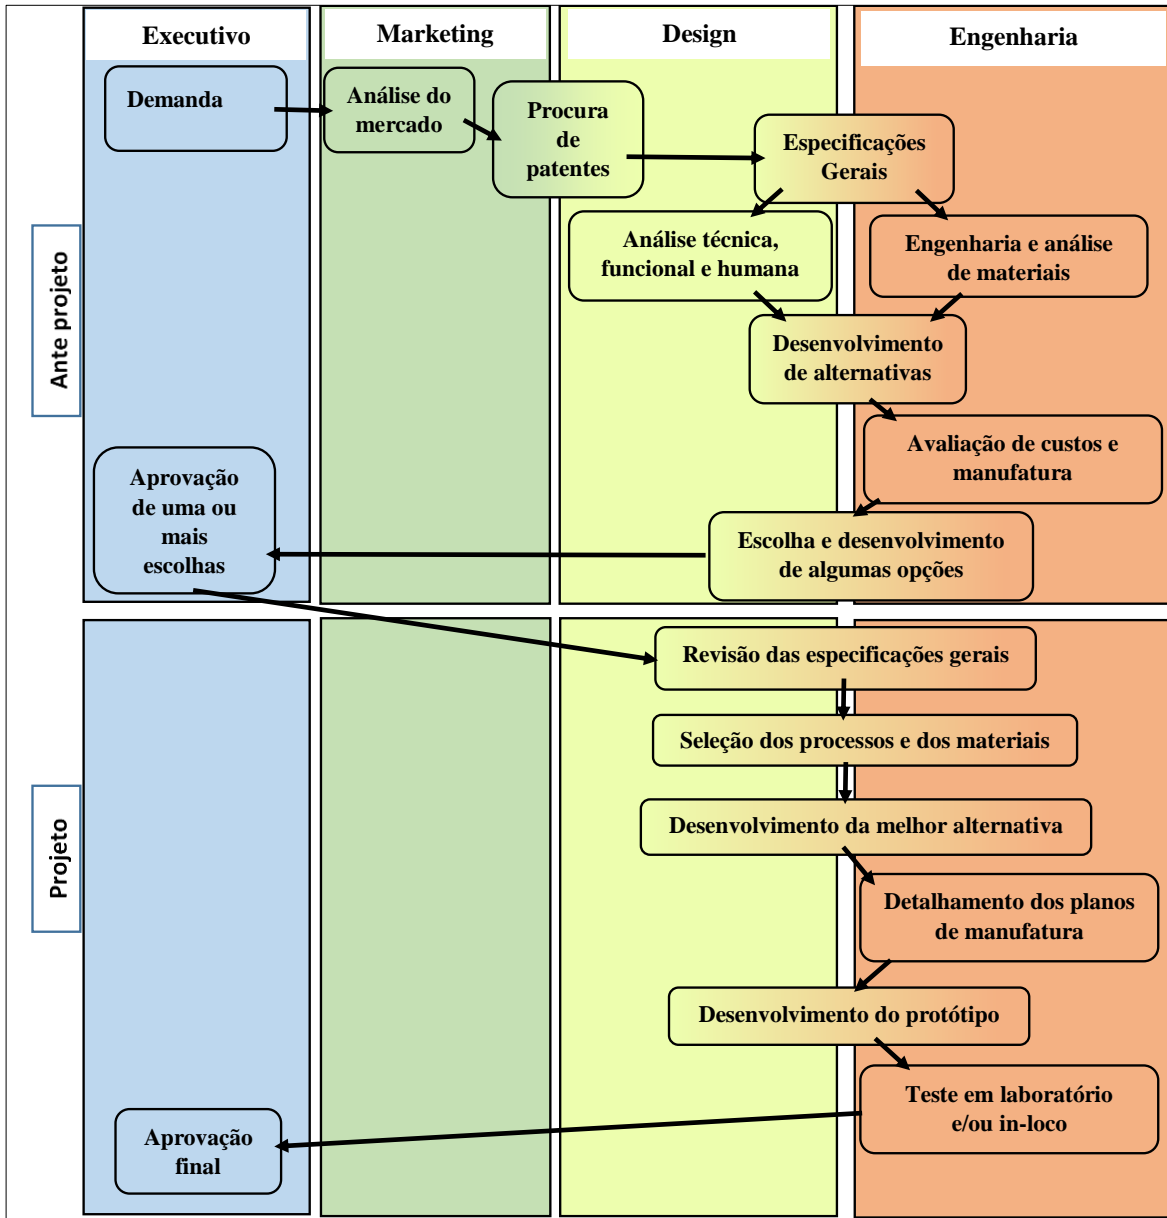 Executivo
Marketing
Design
Engenharia
Ante projeto
Demanda
Análise do
mercado
Procura
de
patentes
Especificações
Gerais
Análise técnica,
funcional e humana
Engenharia e análise
de materiais
Desenvolvimento
de alternativas
Avaliação de custos e
manufatura
Escolha e desenvolvimento
de algumas opções
Aprovação
de uma ou
mais
escolhas
Projeto
Revisão das especificações gerais
Seleção dos processos e dos materiais
Desenvolvimento da melhor alternativa
Detalhamento dos planos
de manufatura
Desenvolvimento do protótipo
Teste em laboratório
e/ou in-loco
Aprovação
final